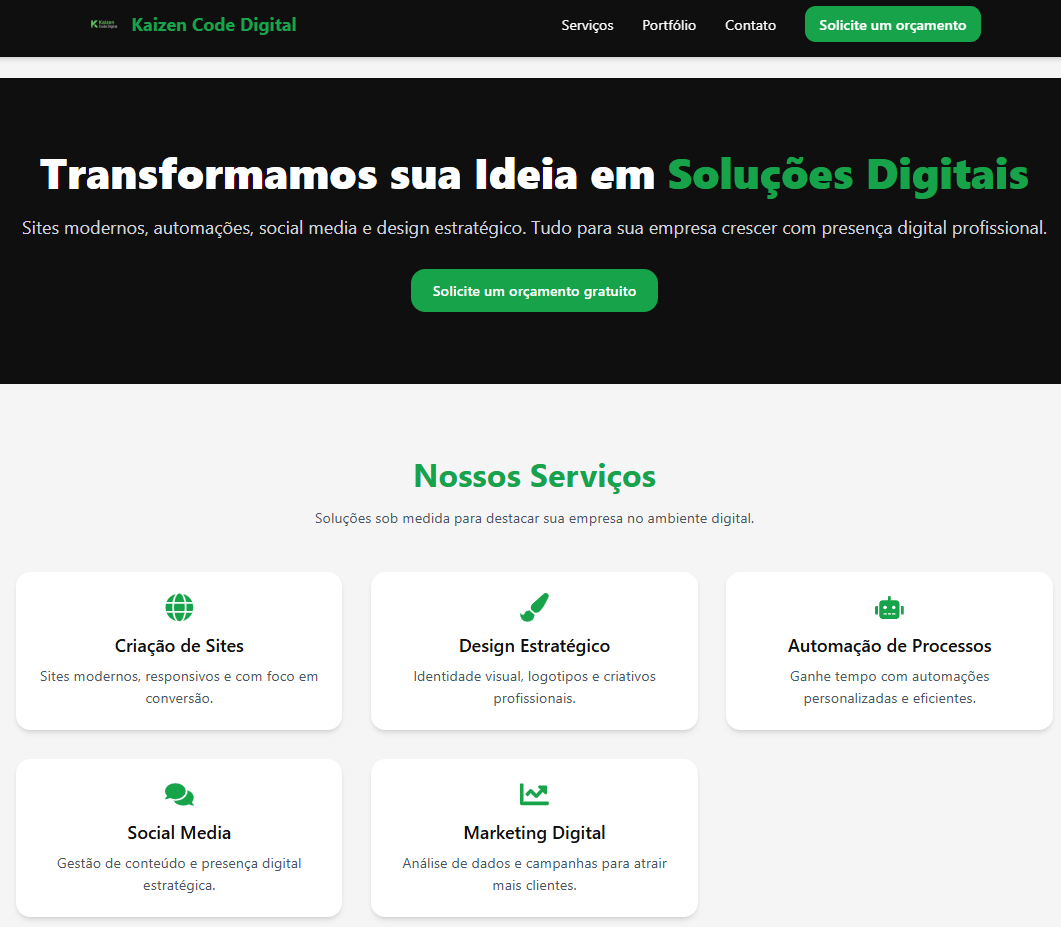 Kaizen Code Digital
Kaizen Code Digital
Serviços
Portfólio
Contato
Solicite um orçamento
Transformamos sua Ideia em Soluções Digitais
Sites modernos, automações, social media e design estratégico. Tudo para sua empresa crescer com presença digital profissional.
Solicite um orçamento gratuito
Nossos Serviços
Soluções sob medida para destacar sua empresa no ambiente digital.
Criação de Sites
Sites modernos, responsivos e com foco em
conversão.
Design Estratégico
Identidade visual, logotipos e criativos
profissionais.
Automação de Processos
Ganhe tempo com automações
personalizadas e eficientes.
Social Media
Gestão de conteúdo e presença digital
estratégica.
Marketing Digital
Análise de dados e campanhas para atrair
mais clientes.